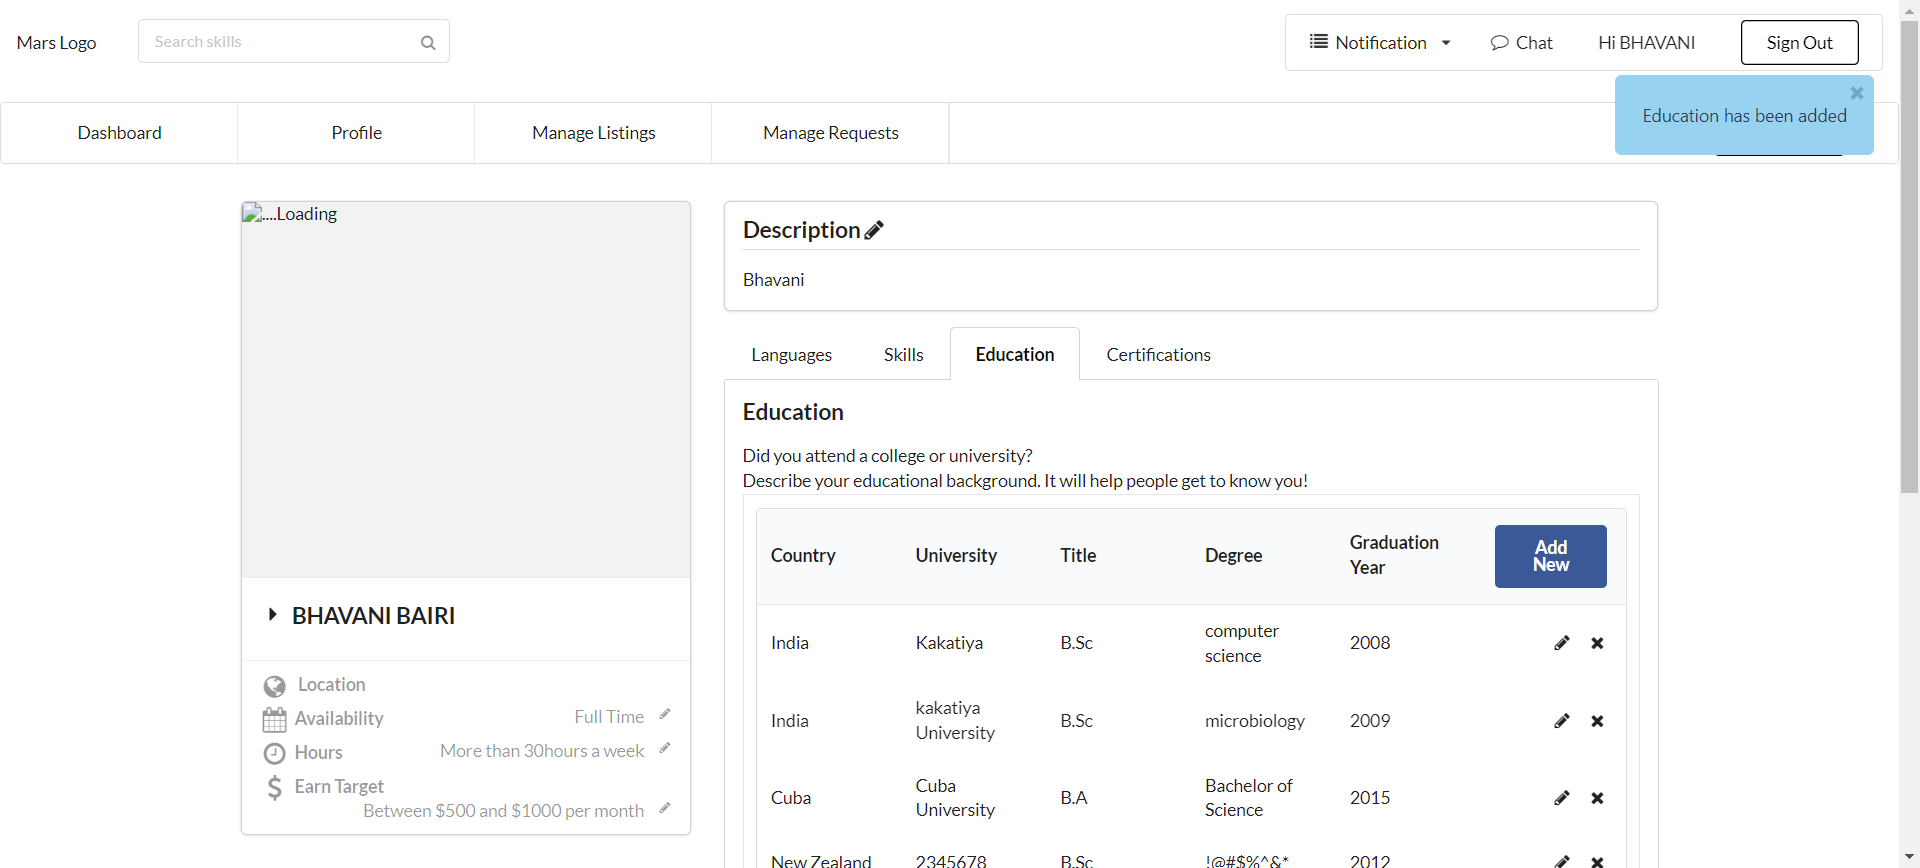 Mars Logo
Search skills
Notification
Chat
Hi BHAVANI
Sign Out
Education has been added
Dashboard
Profile
Manage Listings
Manage Requests
....Loading
BHAVANI BAIRI
Location
Availability
Full Time
Hours
More than 30hours a week
Earn Target
Between $500 and $1000 per month
Description
Bhavani
Languages
Skills
Education
Certifications
Education
Did you attend a college or university?
Describe your educational background. It will help people get to know you!
Country
University
Title
Degree
Graduation
Year
Add
New
India
Kakatiya
B.Sc
computer
science
2008
India
kakatiya
University
B.Sc
microbiology
2009
Cuba
Cuba
University
B.A
Bachelor of
Science
2015
New Zealand
2345678
B.Sc
!@#$%^&*
2012